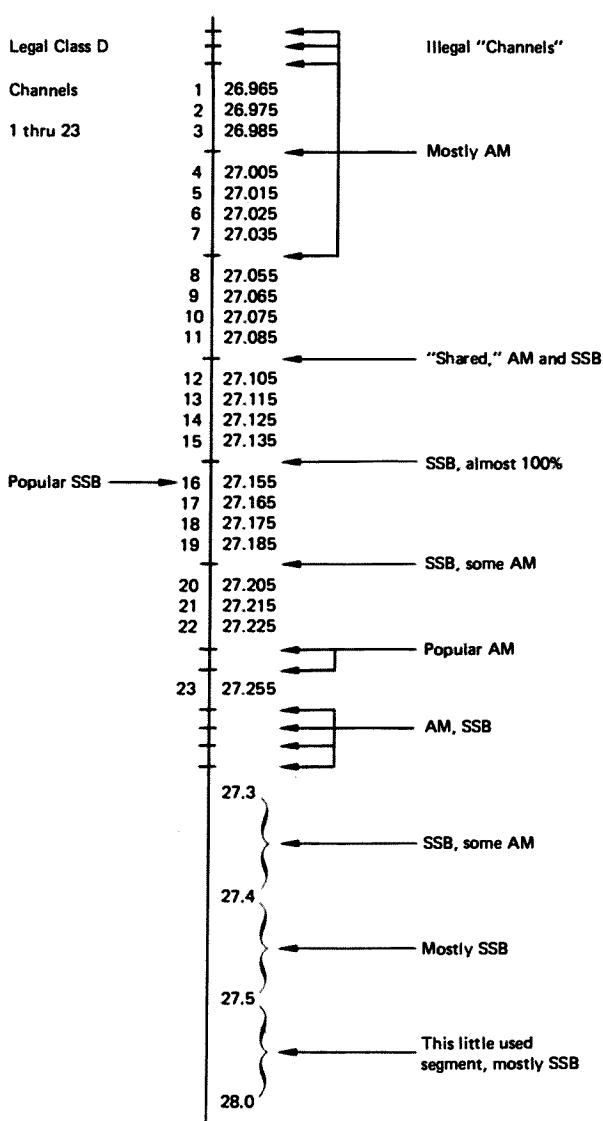 Legal Class D
Illegal "Channels"
Channels
1 26.965
2 26.975
1 thru 23
3 26.985
Mostly AM
4 27.005
5 27.015
6 27.025
7 27.035
8 27.055
9 27.065
10 27.075
11 27.085
"Shared," AM and SSB
12 27.105
13 27.115
14 27.125
15 27.135
SSB, almost 100%
Popular SSB
16 27.155
17 27.165
18 27.175
19 27.185
SSB, some AM
20 27.205
21 27.215
22 27.225
Popular AM
23 27.255
AM, SSB
27.3
SSB, some AM
27.4
Mostly SSB
27.5
This little used
segment, mostly SSB
28.0